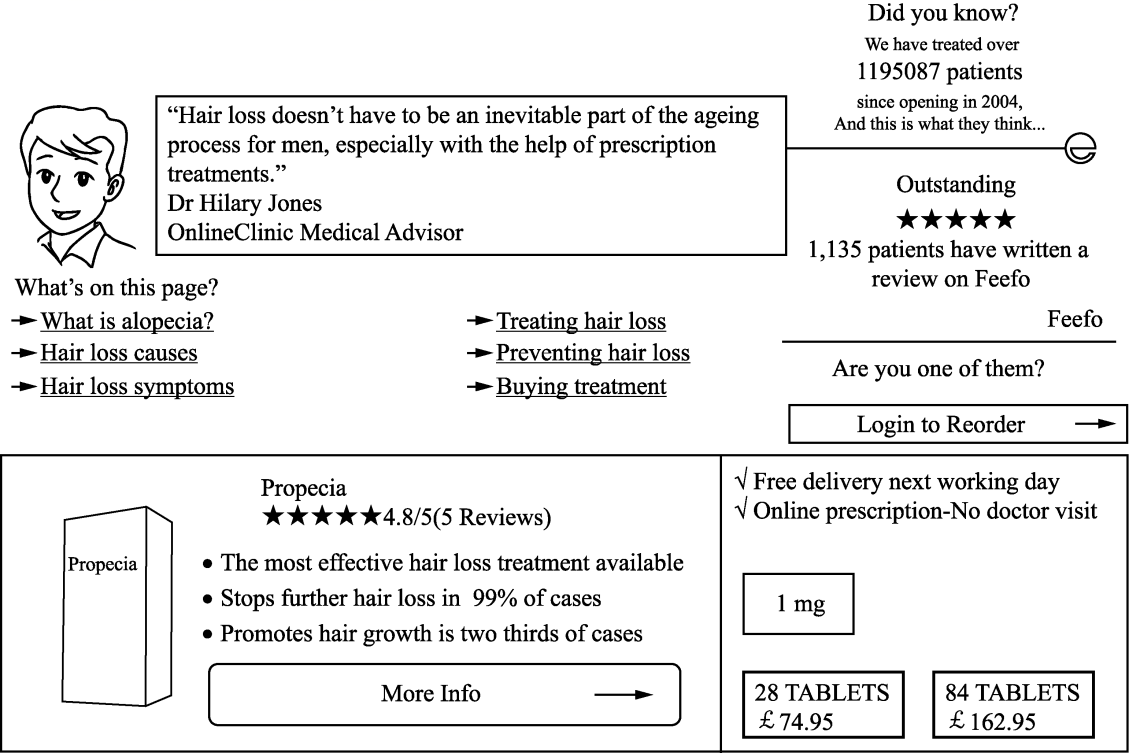 Did you know?
We have treated over
1195087 patients
since opening in 2004,
And this is what they think...
“Hair loss doesn’t have to be an inevitable part of the ageing
process for men, especially with the help of prescription
treatments.”
Dr Hilary Jones
OnlineClinic Medical Advisor
e
Outstanding
★★★★★
1,135 patients have written a
review on Feefo
Feefo
Are you one of them?
Login to Reorder
What’s on this page?
What is alopecia?
Hair loss causes
Hair loss symptoms
Treating hair loss
Preventing hair loss
Buying treatment
Propecia
Propecia
★★★★★4.8/5(5 Reviews)
• The most effective hair loss treatment available
• Stops further hair loss in 99% of cases
• Promotes hair growth is two thirds of cases
More Info
√ Free delivery next working day
√ Online prescription-No doctor visit
1 mg
28 TABLETS
£ 74.95
84 TABLETS
£ 162.95